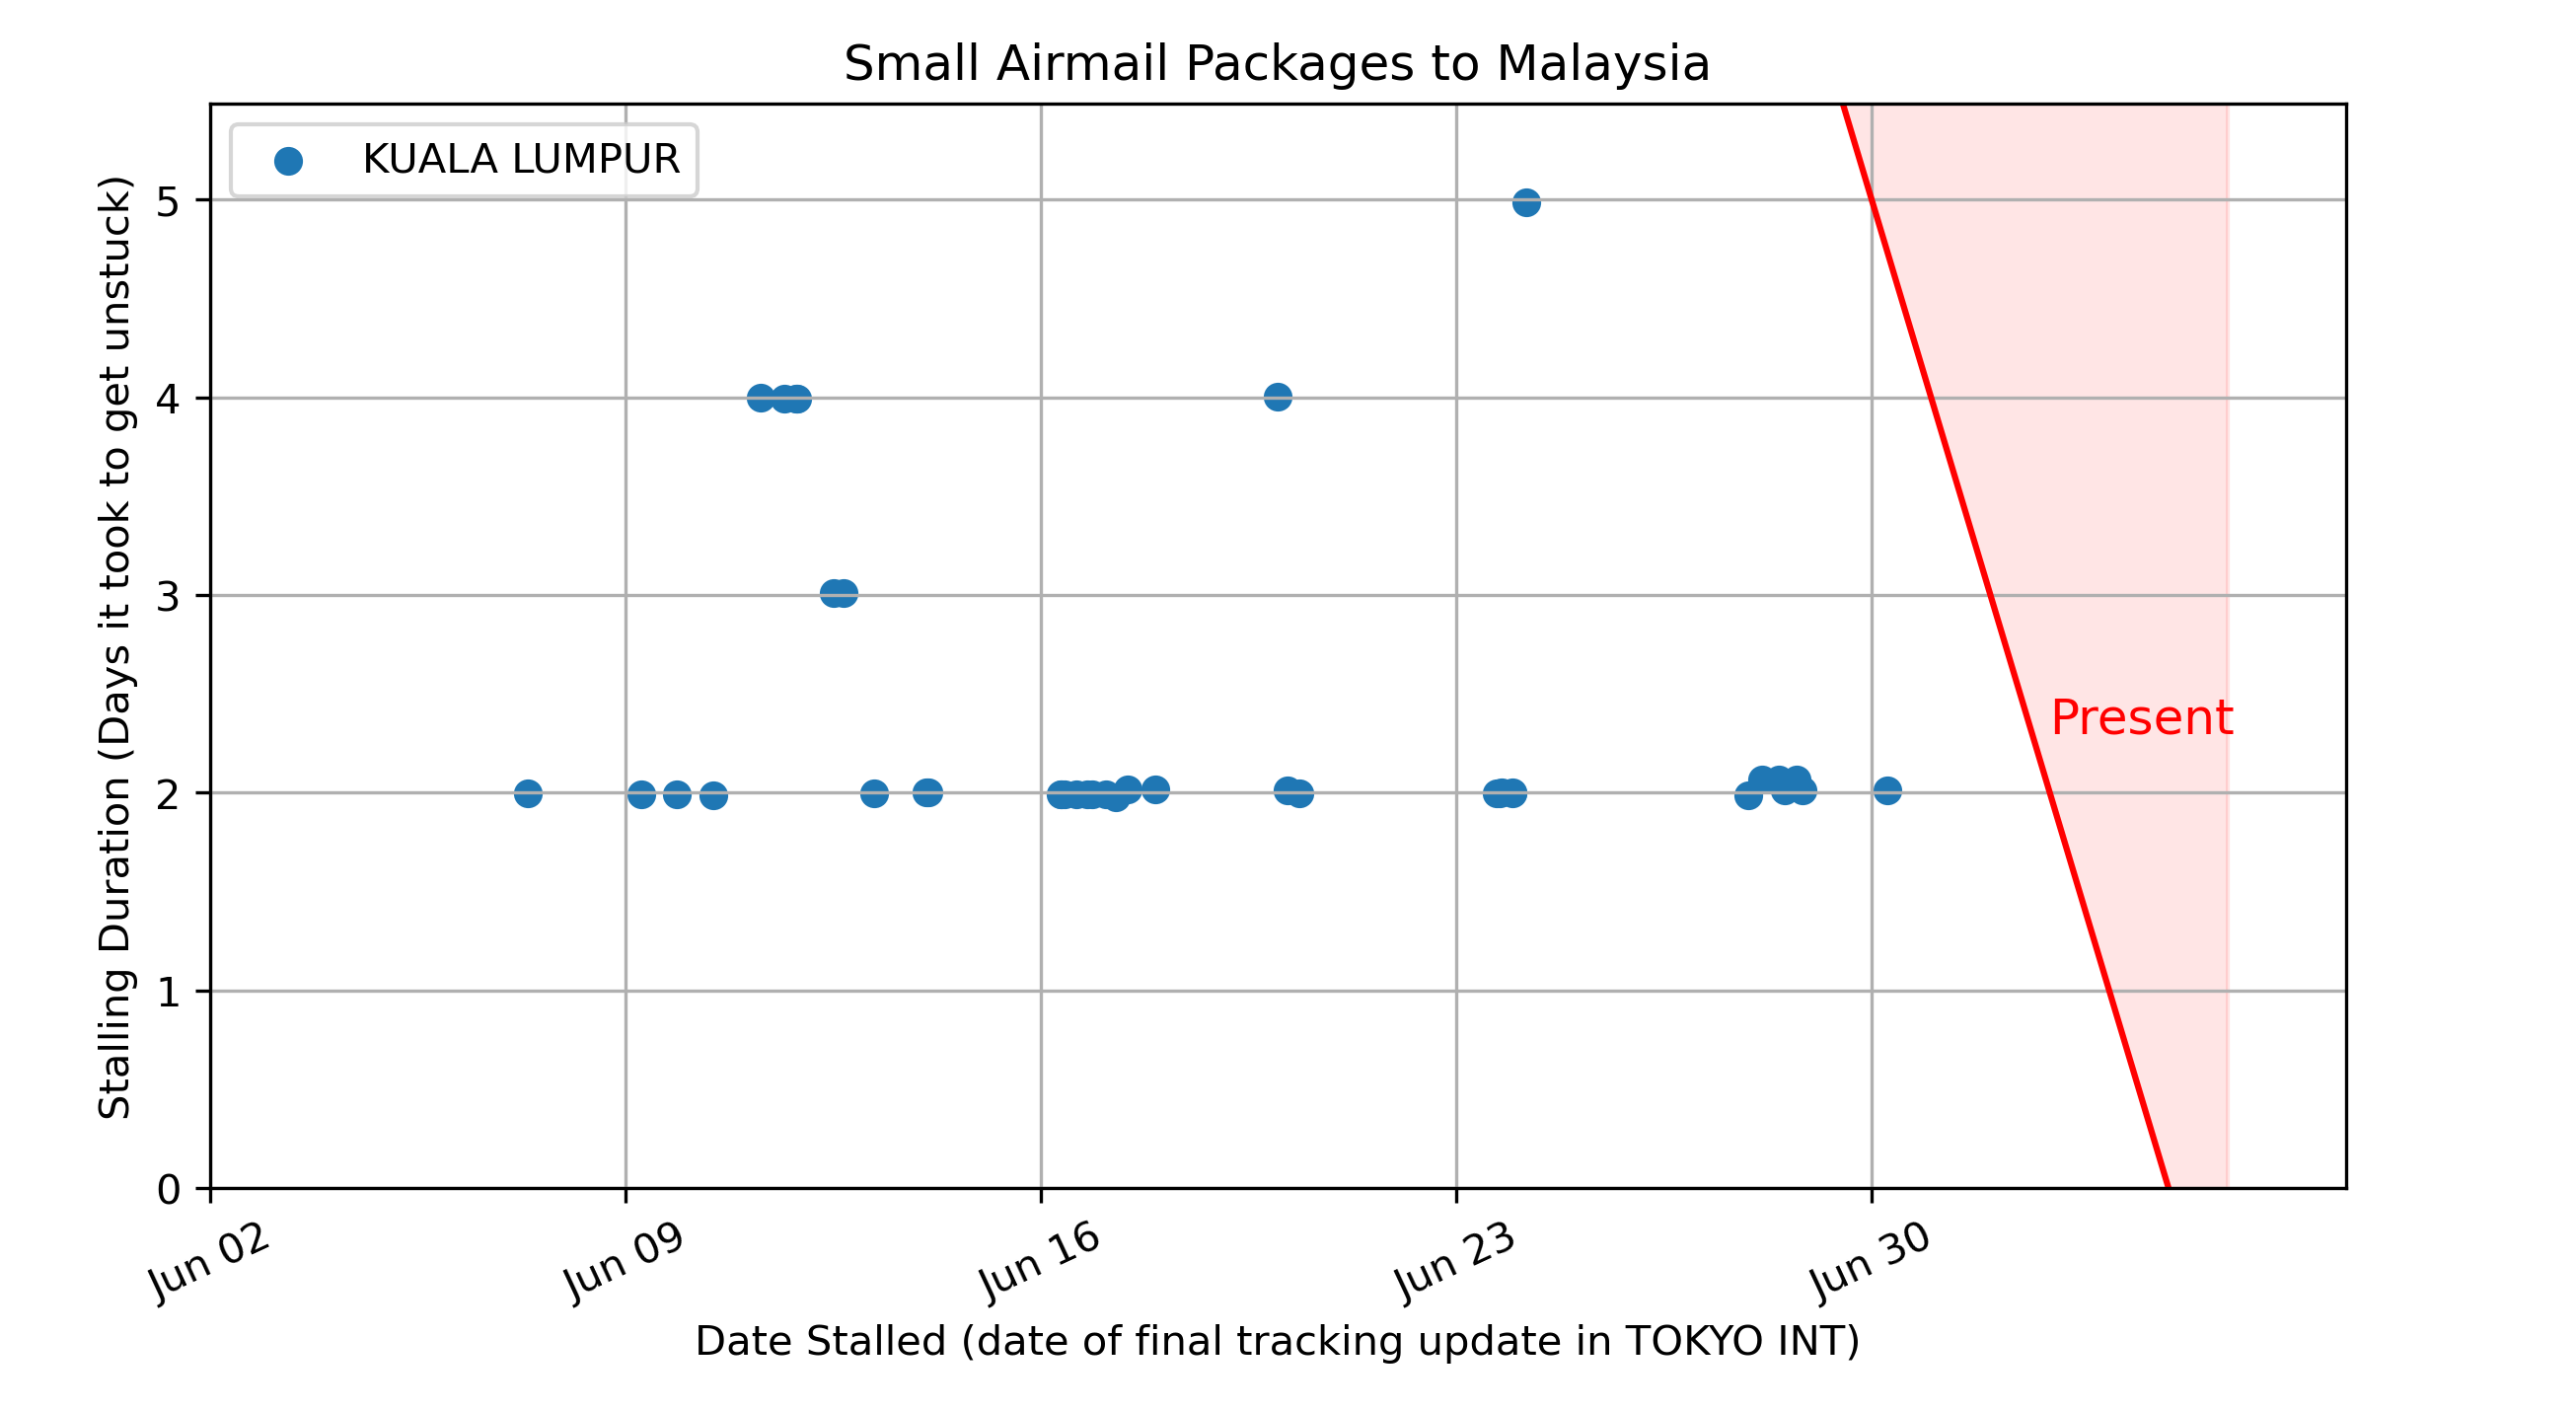 Small Airmail Packages to Malaysia
KUALA LUMPUR
Stalling Duration (Days it took to get unstuck)
5
4
3
2
1
0
Present
Jun 02
Jun 09
Jun 16
Jun 23
Jun 30
Date Stalled (date of final tracking update in TOKYO INT)